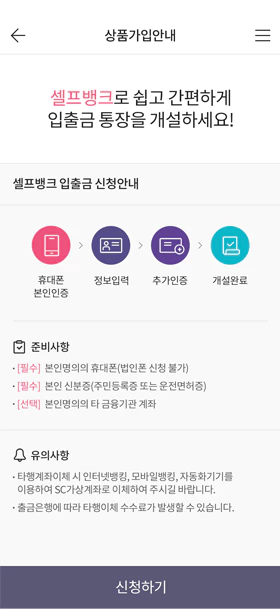 상품가입안내
셀프뱅크로 쉽고 간편하게
입출금 통장을 개설하세요!
셀프뱅크 입출금 신청안내
휴대폰
본인인증
정보입력
추가인증
개설완료
준비사항
· [필수] 본인명의의 휴대폰(법인폰 신청 불가)
· [필수] 본인 신분증(주민등록증 또는 운전면허증)
· [선택] 본인명의의 타 금융기관 계좌
유의사항
· 타행계좌이체 시 인터넷뱅킹, 모바일뱅킹, 자동화기기를
이용하여 SC가상계좌로 이체하여 주시길 바랍니다.
· 출금은행에 따라 타행이체 수수료가 발생할 수 있습니다.
신청하기